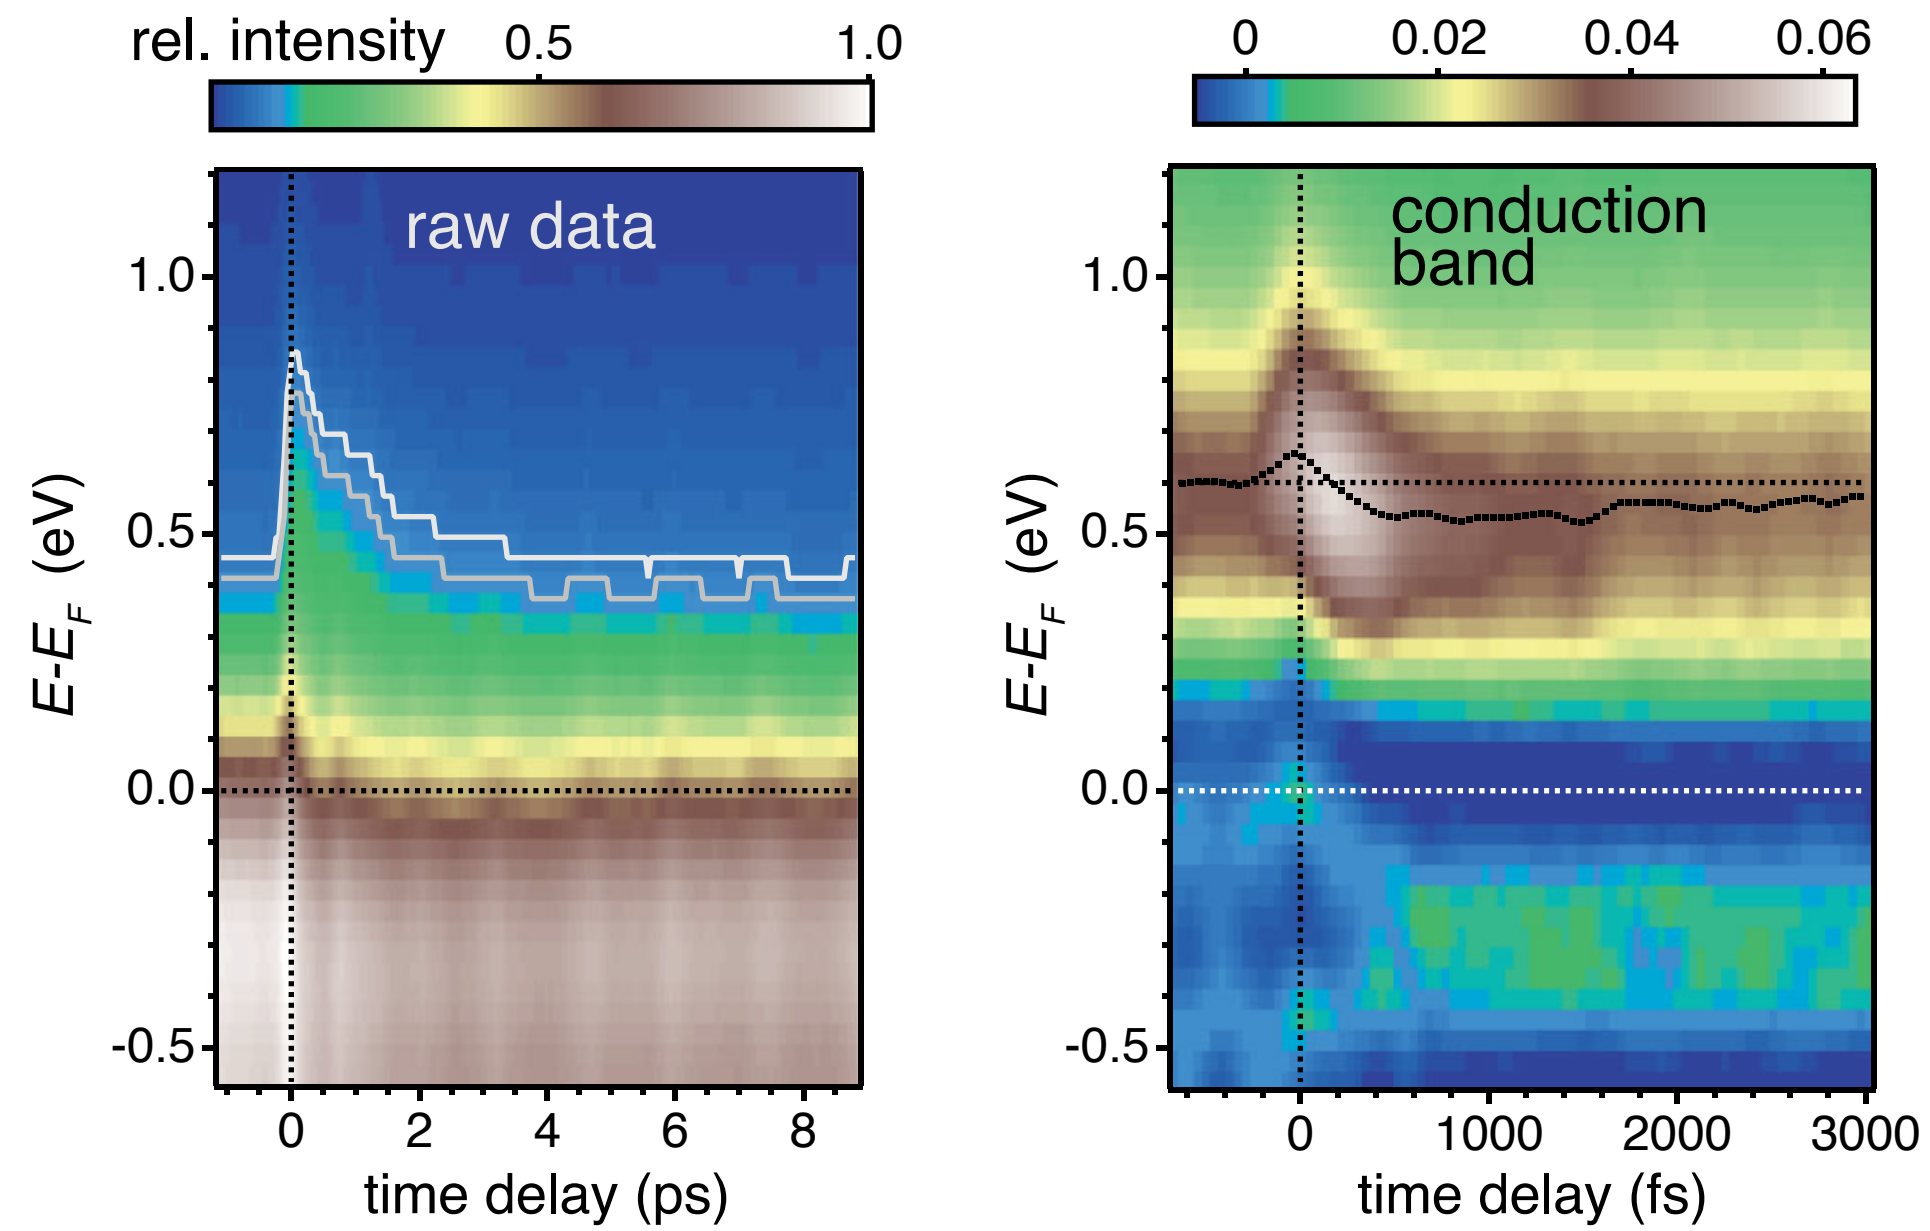 rel. intensity 0.5 1.0
raw data
1.0
0.5
0.0
-0.5
E-E_F (eV)
0 2 4 6 8
time delay (ps)
0 0.02 0.04 0.06
conduction
band
1.0
0.5
0.0
-0.5
E-E_F (eV)
0 1000 2000 3000
time delay (fs)